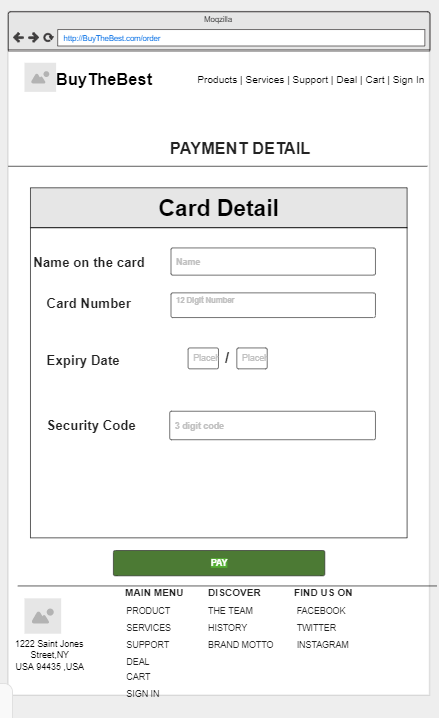 Moqzilla
http://BuyTheBest.com/order
BuyTheBest
Products | Services | Support | Deal | Cart | Sign In
PAYMENT DETAIL
Card Detail
Name on the card
Name
Card Number
12 Digit Number
Expiry Date
Placeh / Placeh
Security Code
3 digit code
PAY
MAIN MENU DISCOVER FIND US ON
PRODUCT THE TEAM FACEBOOK
SERVICES HISTORY TWITTER
SUPPORT BRAND MOTTO INSTAGRAM
DEAL
CART
SIGN IN
1222 Saint Jones
Street,NY
USA 94435 ,USA